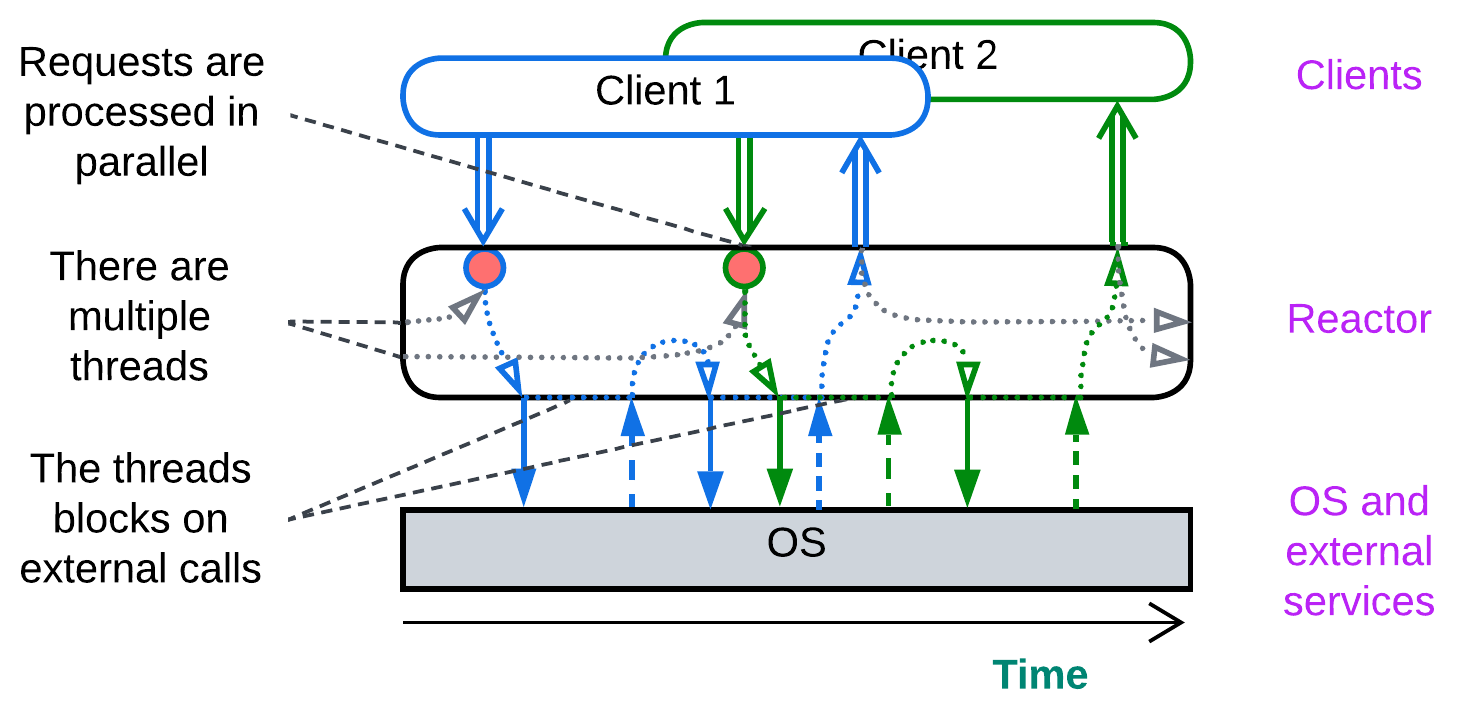 Requests are
processed in
parallel
There are
multiple
threads
The threads
blocks on
external calls
Client 2
Client 1
OS
Time
Clients
Reactor
OS and
external
services